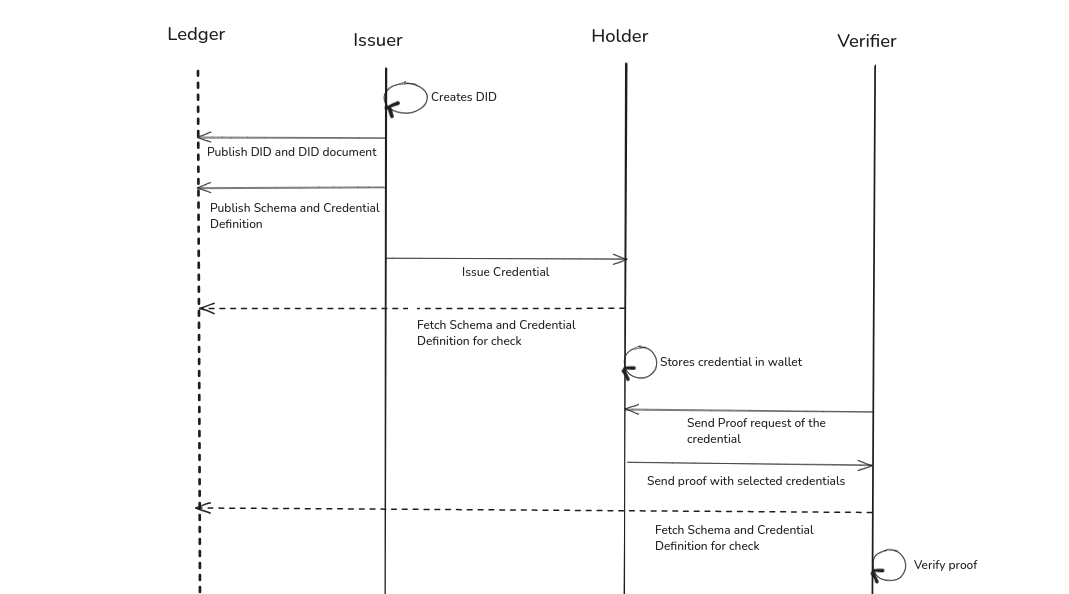 Ledger
Issuer
Holder
Verifier
Creates DID
Publish DID and DID document
Publish Schema and Credential
Definition
Issue Credential
Fetch Schema and Credential
Definition for check
Stores credential in wallet
Send Proof request of the
credential
Send proof with selected credentials
Fetch Schema and Credential
Definition for check
Verify proof